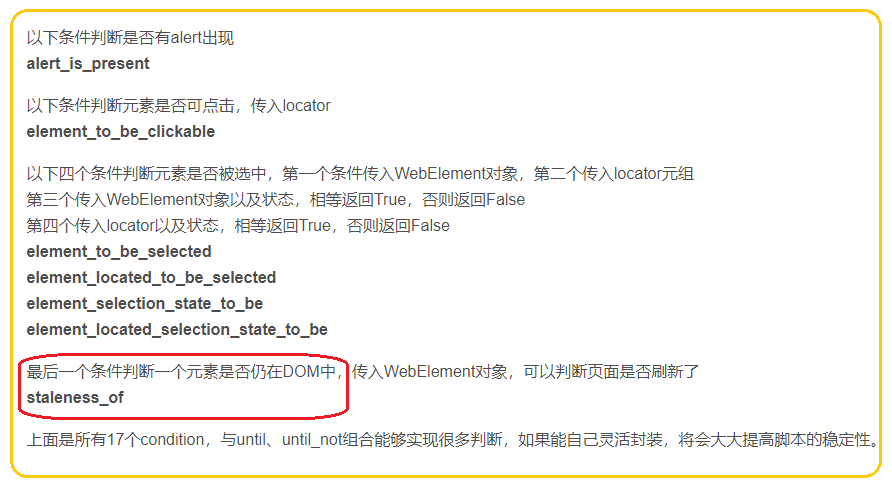 以下条件判断是否有alert出现
alert_is_present
以下条件判断元素是否可点击，传入locator
element_to_be_clickable
以下四个条件判断元素是否被选中，第一个条件传入WebElement对象，第二个传入locator元组
第三个传入WebElement对象以及状态，相等返回True，否则返回False
第四个传入locator以及状态，相等返回True，否则返回False
element_to_be_selected
element_located_to_be_selected
element_selection_state_to_be
element_located_selection_state_to_be
最后一个条件判断一个元素是否仍在DOM中，传入WebElement对象，可以判断页面是否刷新了
staleness_of
上面是所有17个condition，与until、until_not组合能够实现很多判断，如果能自己灵活封装，将会大大提高脚本的稳定性。